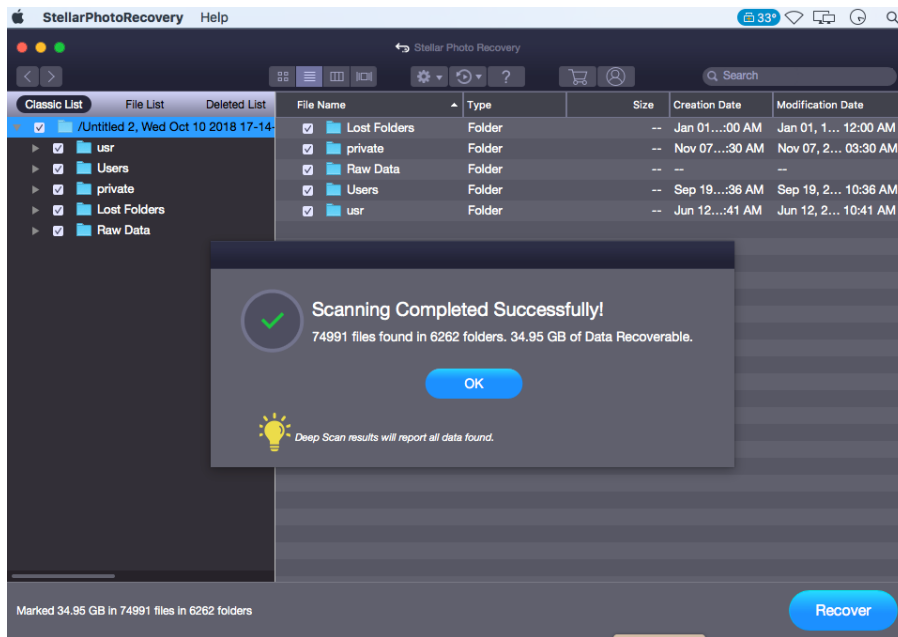 StellarPhotoRecovery Help 33°
Stellar Photo Recovery
? Search
Classic List File List Deleted List File Name Type Size Creation Date Modification Date
/Untitled 2, Wed Oct 10 2018 17-14- Lost Folders Folder -- Jan 01...:00 AM Jan 01, 1... 12:00 AM
usr private Folder -- Nov 07...:30 AM Nov 07, 2... 03:30 AM
Users Raw Data Folder -- -- --
private Users Folder -- Sep 19...:36 AM Sep 19, 2... 10:36 AM
Lost Folders usr Folder -- Jun 12...:41 AM Jun 12, 2... 10:41 AM
Raw Data
Scanning Completed Successfully!
74991 files found in 6262 folders. 34.95 GB of Data Recoverable.
OK
Deep Scan results will report all data found.
Marked 34.95 GB in 74991 files in 6262 folders Recover